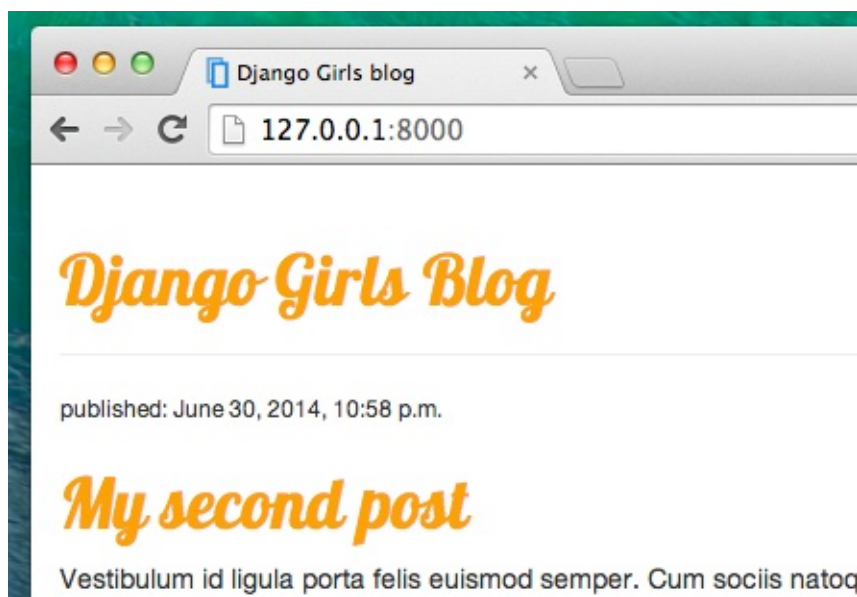 Django Girls blog
127.0.0.1:8000
Django Girls Blog
published: June 30, 2014, 10:58 p.m.
My second post
Vestibulum id ligula porta felis euismod semper. Cum sociis natoq